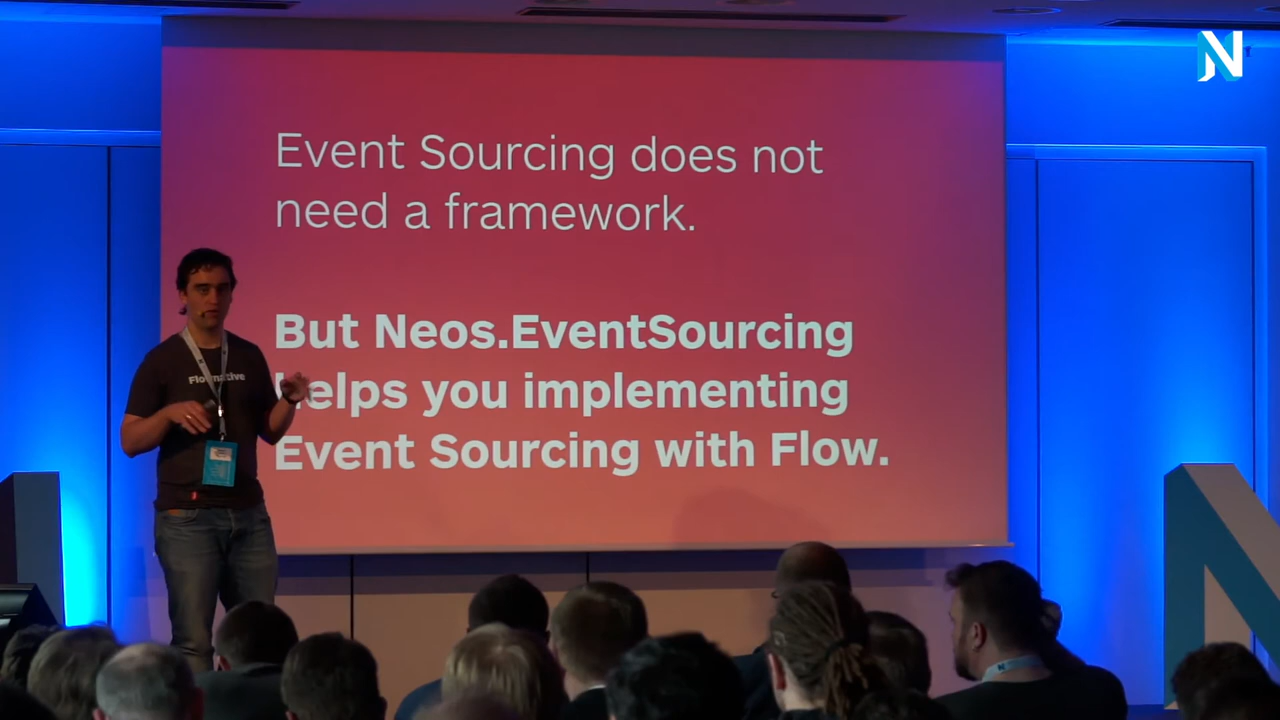 Event Sourcing does not
need a framework.
But Neos.EventSourcing
helps you implementing
Event Sourcing with Flow.
Flownative